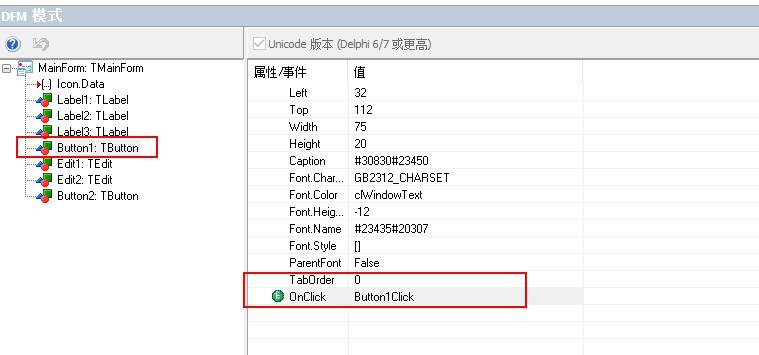 DFM 模式
Unicode 版本 (Delphi 6/7 或更高)
MainForm: TMainForm
Icon.Data
Label1: TLabel
Label2: TLabel
Label3: TLabel
Button1: TButton
Edit1: TEdit
Edit2: TEdit
Button2: TButton
属性/事件 值
Left 32
Top 112
Width 75
Height 20
Caption #30830#23450
Font.Char... GB2312_CHARSET
Font.Color clWindowText
Font.Heig... -12
Font.Name #23435#20307
Font.Style []
ParentFont False
TabOrder 0
E OnClick Button1Click